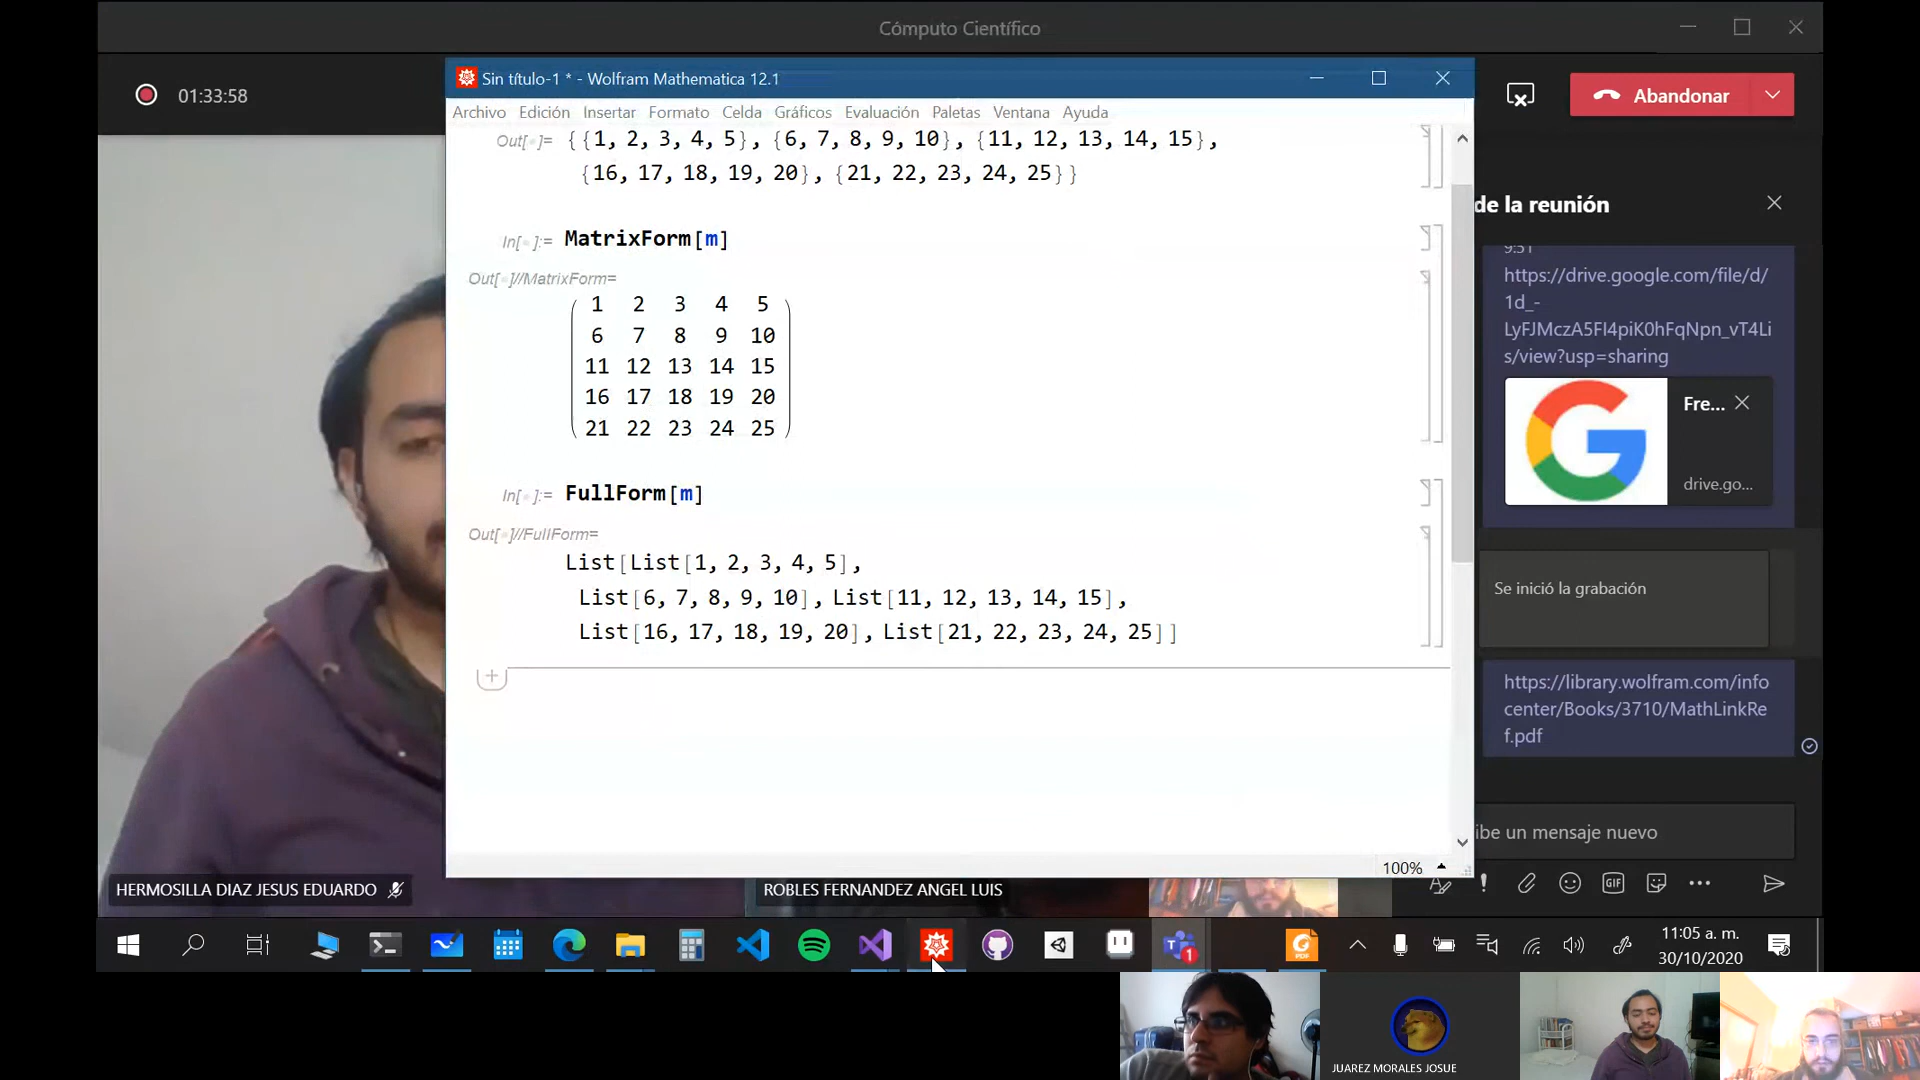 Cómputo Científico
01:33:58
Abandonar
Sin título-1 * - Wolfram Mathematica 12.1
Archivo Edición Insertar Formato Celda Gráficos Evaluación Paletas Ventana Ayuda
Out[ ]= {{1, 2, 3, 4, 5}, {6, 7, 8, 9, 10}, {11, 12, 13, 14, 15},
{16, 17, 18, 19, 20}, {21, 22, 23, 24, 25}}
In[ ]:= MatrixForm[m]
Out[ ]//MatrixForm=
1 2 3 4 5
6 7 8 9 10
11 12 13 14 15
16 17 18 19 20
21 22 23 24 25
In[ ]:= FullForm[m]
Out[ ]//FullForm=
List[List[1, 2, 3, 4, 5],
List[6, 7, 8, 9, 10], List[11, 12, 13, 14, 15],
List[16, 17, 18, 19, 20], List[21, 22, 23, 24, 25]]
100%
de la reunión
9:51
https://drive.google.com/file/d/
1d_-
LyFJMczA5FI4piK0hFqNpn_vT4Li
s/view?usp=sharing
Fre...
drive.go...
Se inició la grabación
https://library.wolfram.com/info
center/Books/3710/MathLinkRe
f.pdf
ibe un mensaje nuevo
GIF
HERMOSILLA DIAZ JESUS EDUARDO
ROBLES FERNANDEZ ANGEL LUIS
1
PDF
11:05 a. m.
30/10/2020
JUAREZ MORALES JOSUE